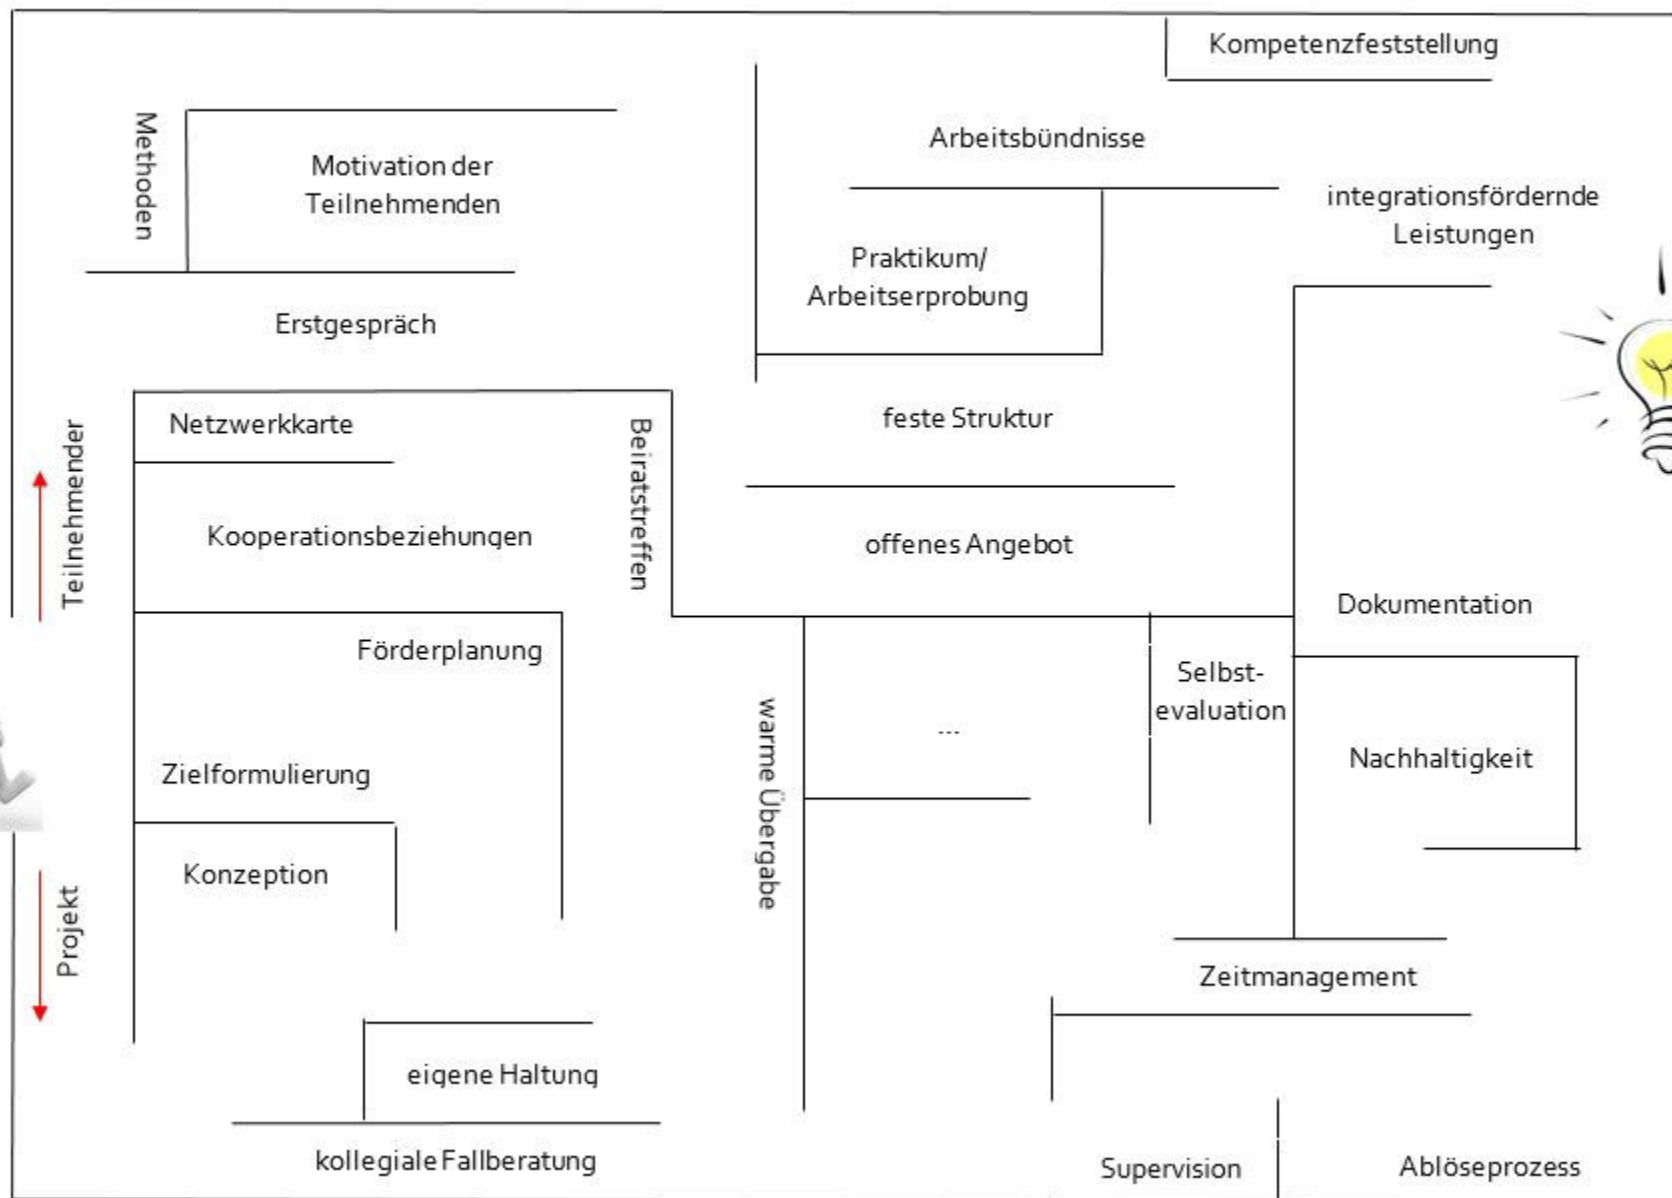 Kompetenzfeststellung
Methoden
Motivation der
Teilnehmenden
Arbeitsbündnisse
integrationsfördernde
Leistungen
Praktikum/
Arbeitserprobung
Erstgespräch
Netzwerkkarte
feste Struktur
Teilnehmender
Beiratstreffen
Kooperationsbeziehungen
offenes Angebot
Dokumentation
Förderplanung
Selbst-
evaluation
warme Übergabe
...
Nachhaltigkeit
Zielformulierung
Konzeption
Projekt
Zeitmanagement
eigene Haltung
kollegiale Fallberatung
Supervision
Ablöseprozess